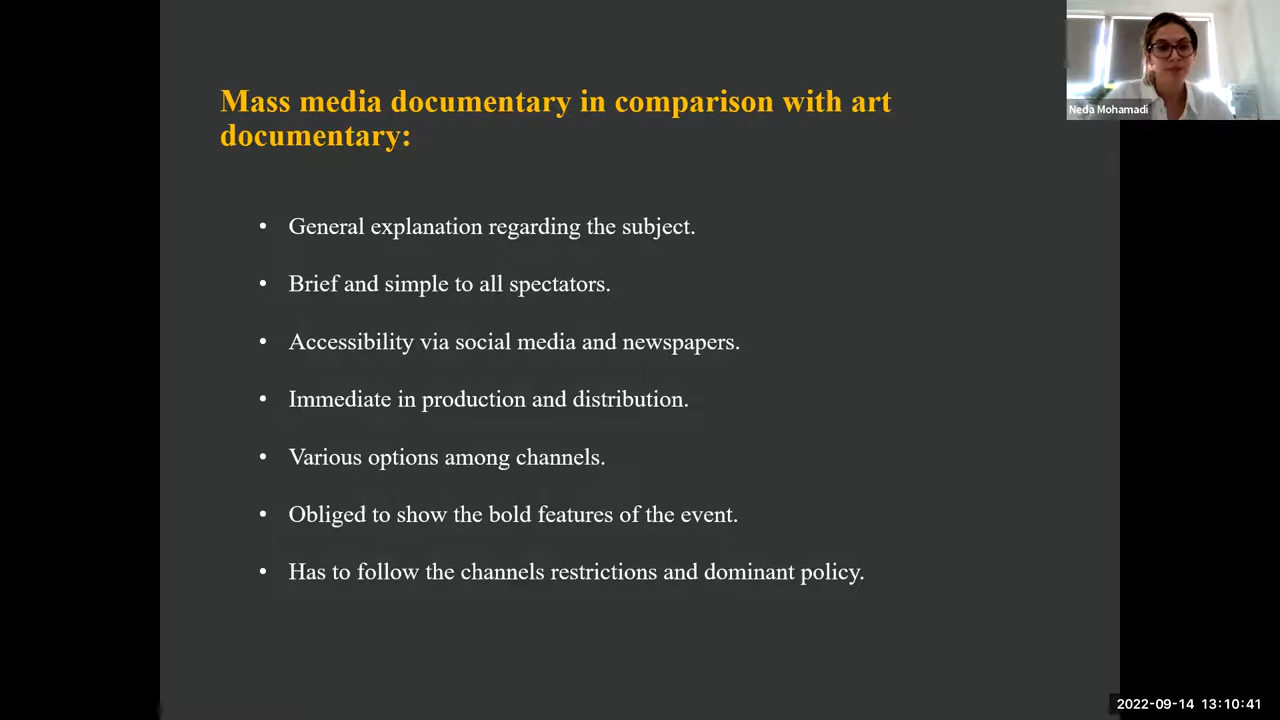 Mass media documentary in comparison with art
documentary:
• General explanation regarding the subject.
• Brief and simple to all spectators.
• Accessibility via social media and newspapers.
• Immediate in production and distribution.
• Various options among channels.
• Obliged to show the bold features of the event.
• Has to follow the channels restrictions and dominant policy.
Neda Mohamadi
2022-09-14 13:10:41